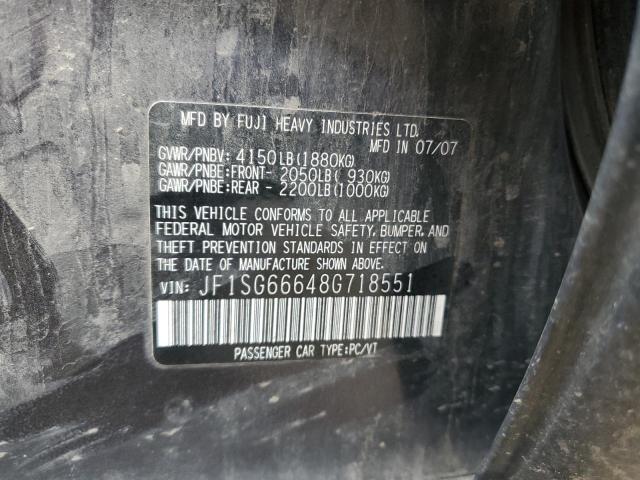 MFD BY FUJI HEAVY INDUSTRIES LTD.
MFD IN 07/07
GVWR/PNBV: 4150LB(1880KG)
GAWR/PNBE:FRONT- 2050LB( 930KG)
GAWR/PNBE:REAR - 2200LB(1000KG)
THIS VEHICLE CONFORMS TO ALL APPLICABLE
FEDERAL MOTOR VEHICLE SAFETY, BUMPER, AND
THEFT PREVENTION STANDARDS IN EFFECT ON
THE DATE OF MANUFACTURE SHOWN ABOVE.
VIN: JF1SG66648G718551
PASSENGER CAR TYPE:PC/VT